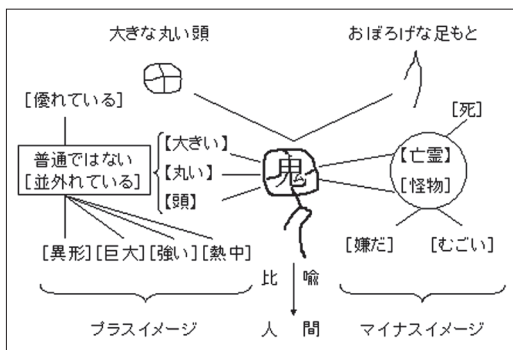 大きな丸い頭
おぼろげな足もと
[優れている]
[死]
普通ではない
[並外れている]
【大きい】
【丸い】
【頭】
鬼
【亡霊】
[怪物]
[異形][巨大][強い][熱中]
[嫌だ]
[むごい]
比喩
人間
プラスイメージ
マイナスイメージ